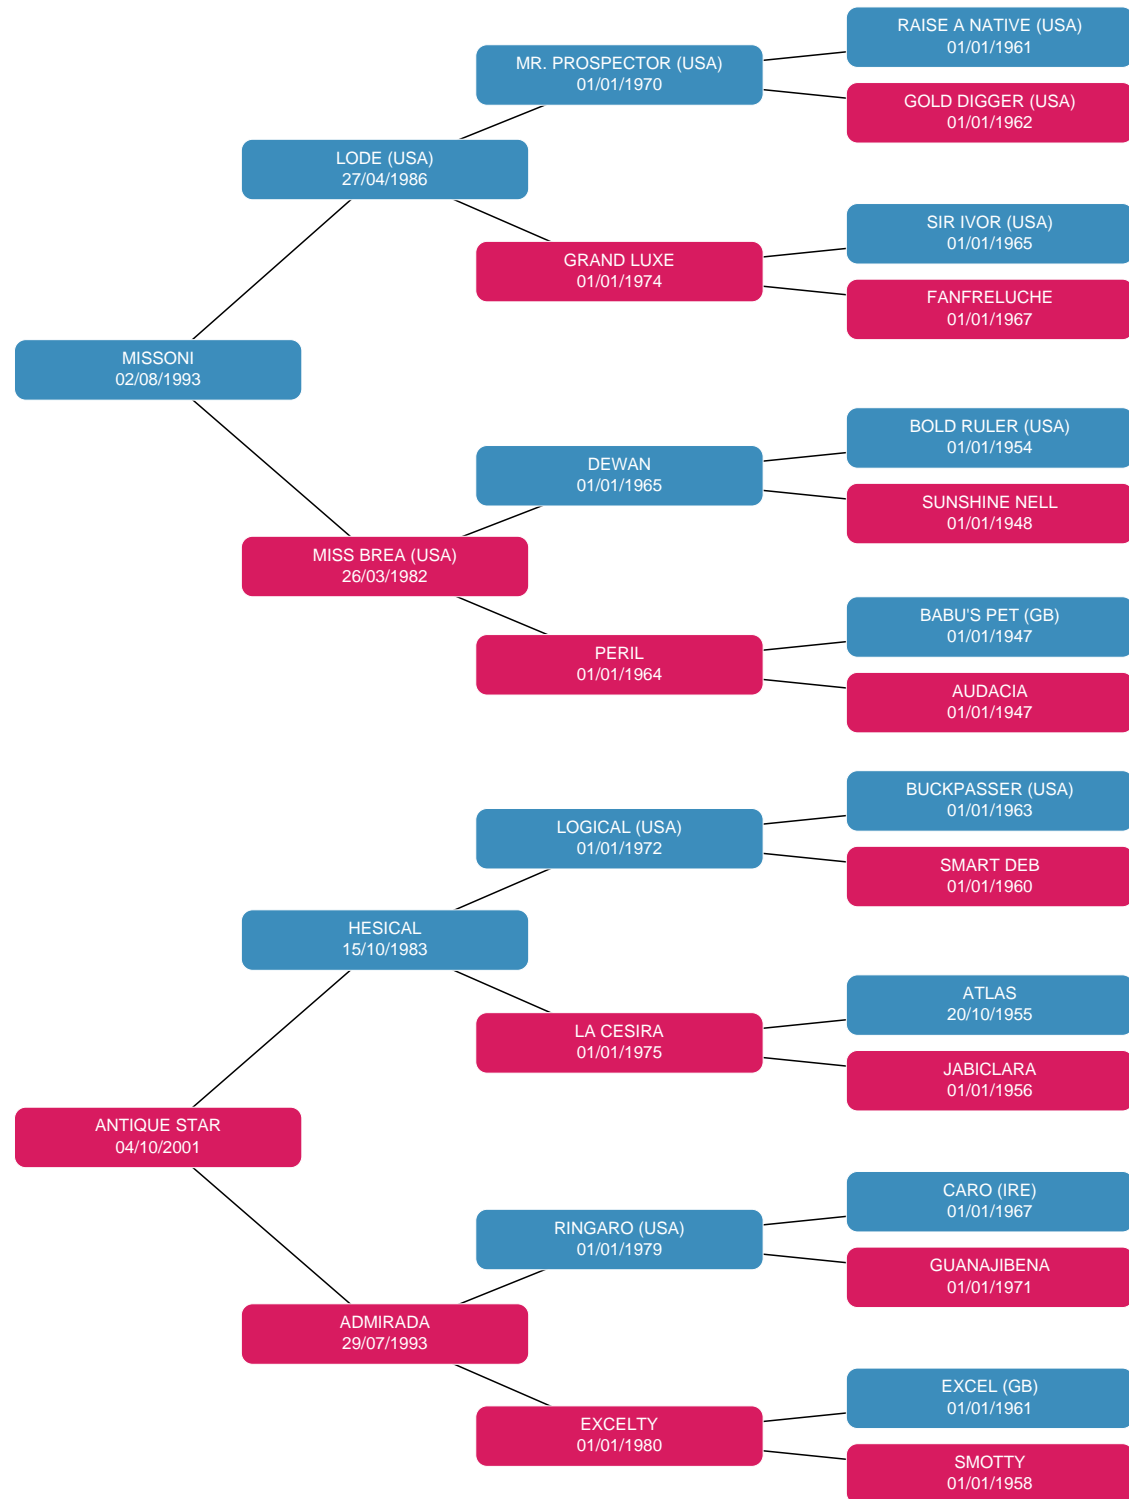 RAISE A NATIVE (USA)
01/01/1961
MR. PROSPECTOR (USA)
01/01/1970
GOLD DIGGER (USA)
01/01/1962
LODE (USA)
27/04/1986
SIR IVOR (USA)
01/01/1965
GRAND LUXE
01/01/1974
FANFRELUCHE
01/01/1967
MISSONI
02/08/1993
BOLD RULER (USA)
01/01/1954
DEWAN
01/01/1965
SUNSHINE NELL
01/01/1948
MISS BREA (USA)
26/03/1982
BABU'S PET (GB)
01/01/1947
PERIL
01/01/1964
AUDACIA
01/01/1947
BUCKPASSER (USA)
01/01/1963
LOGICAL (USA)
01/01/1972
SMART DEB
01/01/1960
HESICAL
15/10/1983
ATLAS
20/10/1955
LA CESIRA
01/01/1975
JABICLARA
01/01/1956
ANTIQUE STAR
04/10/2001
CARO (IRE)
01/01/1967
RINGARO (USA)
01/01/1979
GUANAJIBENA
01/01/1971
ADMIRADA
29/07/1993
EXCEL (GB)
01/01/1961
EXCELTY
01/01/1980
SMOTTY
01/01/1958